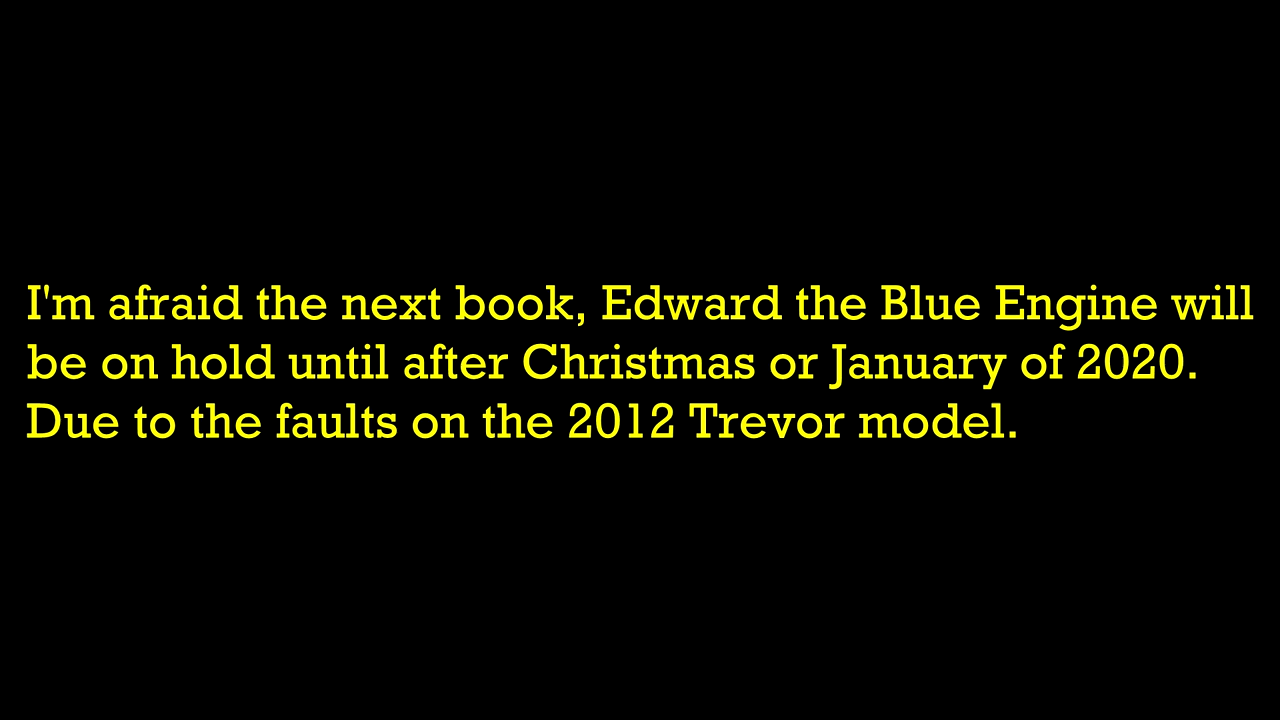 I'm afraid the next book, Edward the Blue Engine will
be on hold until after Christmas or January of 2020.
Due to the faults on the 2012 Trevor model.